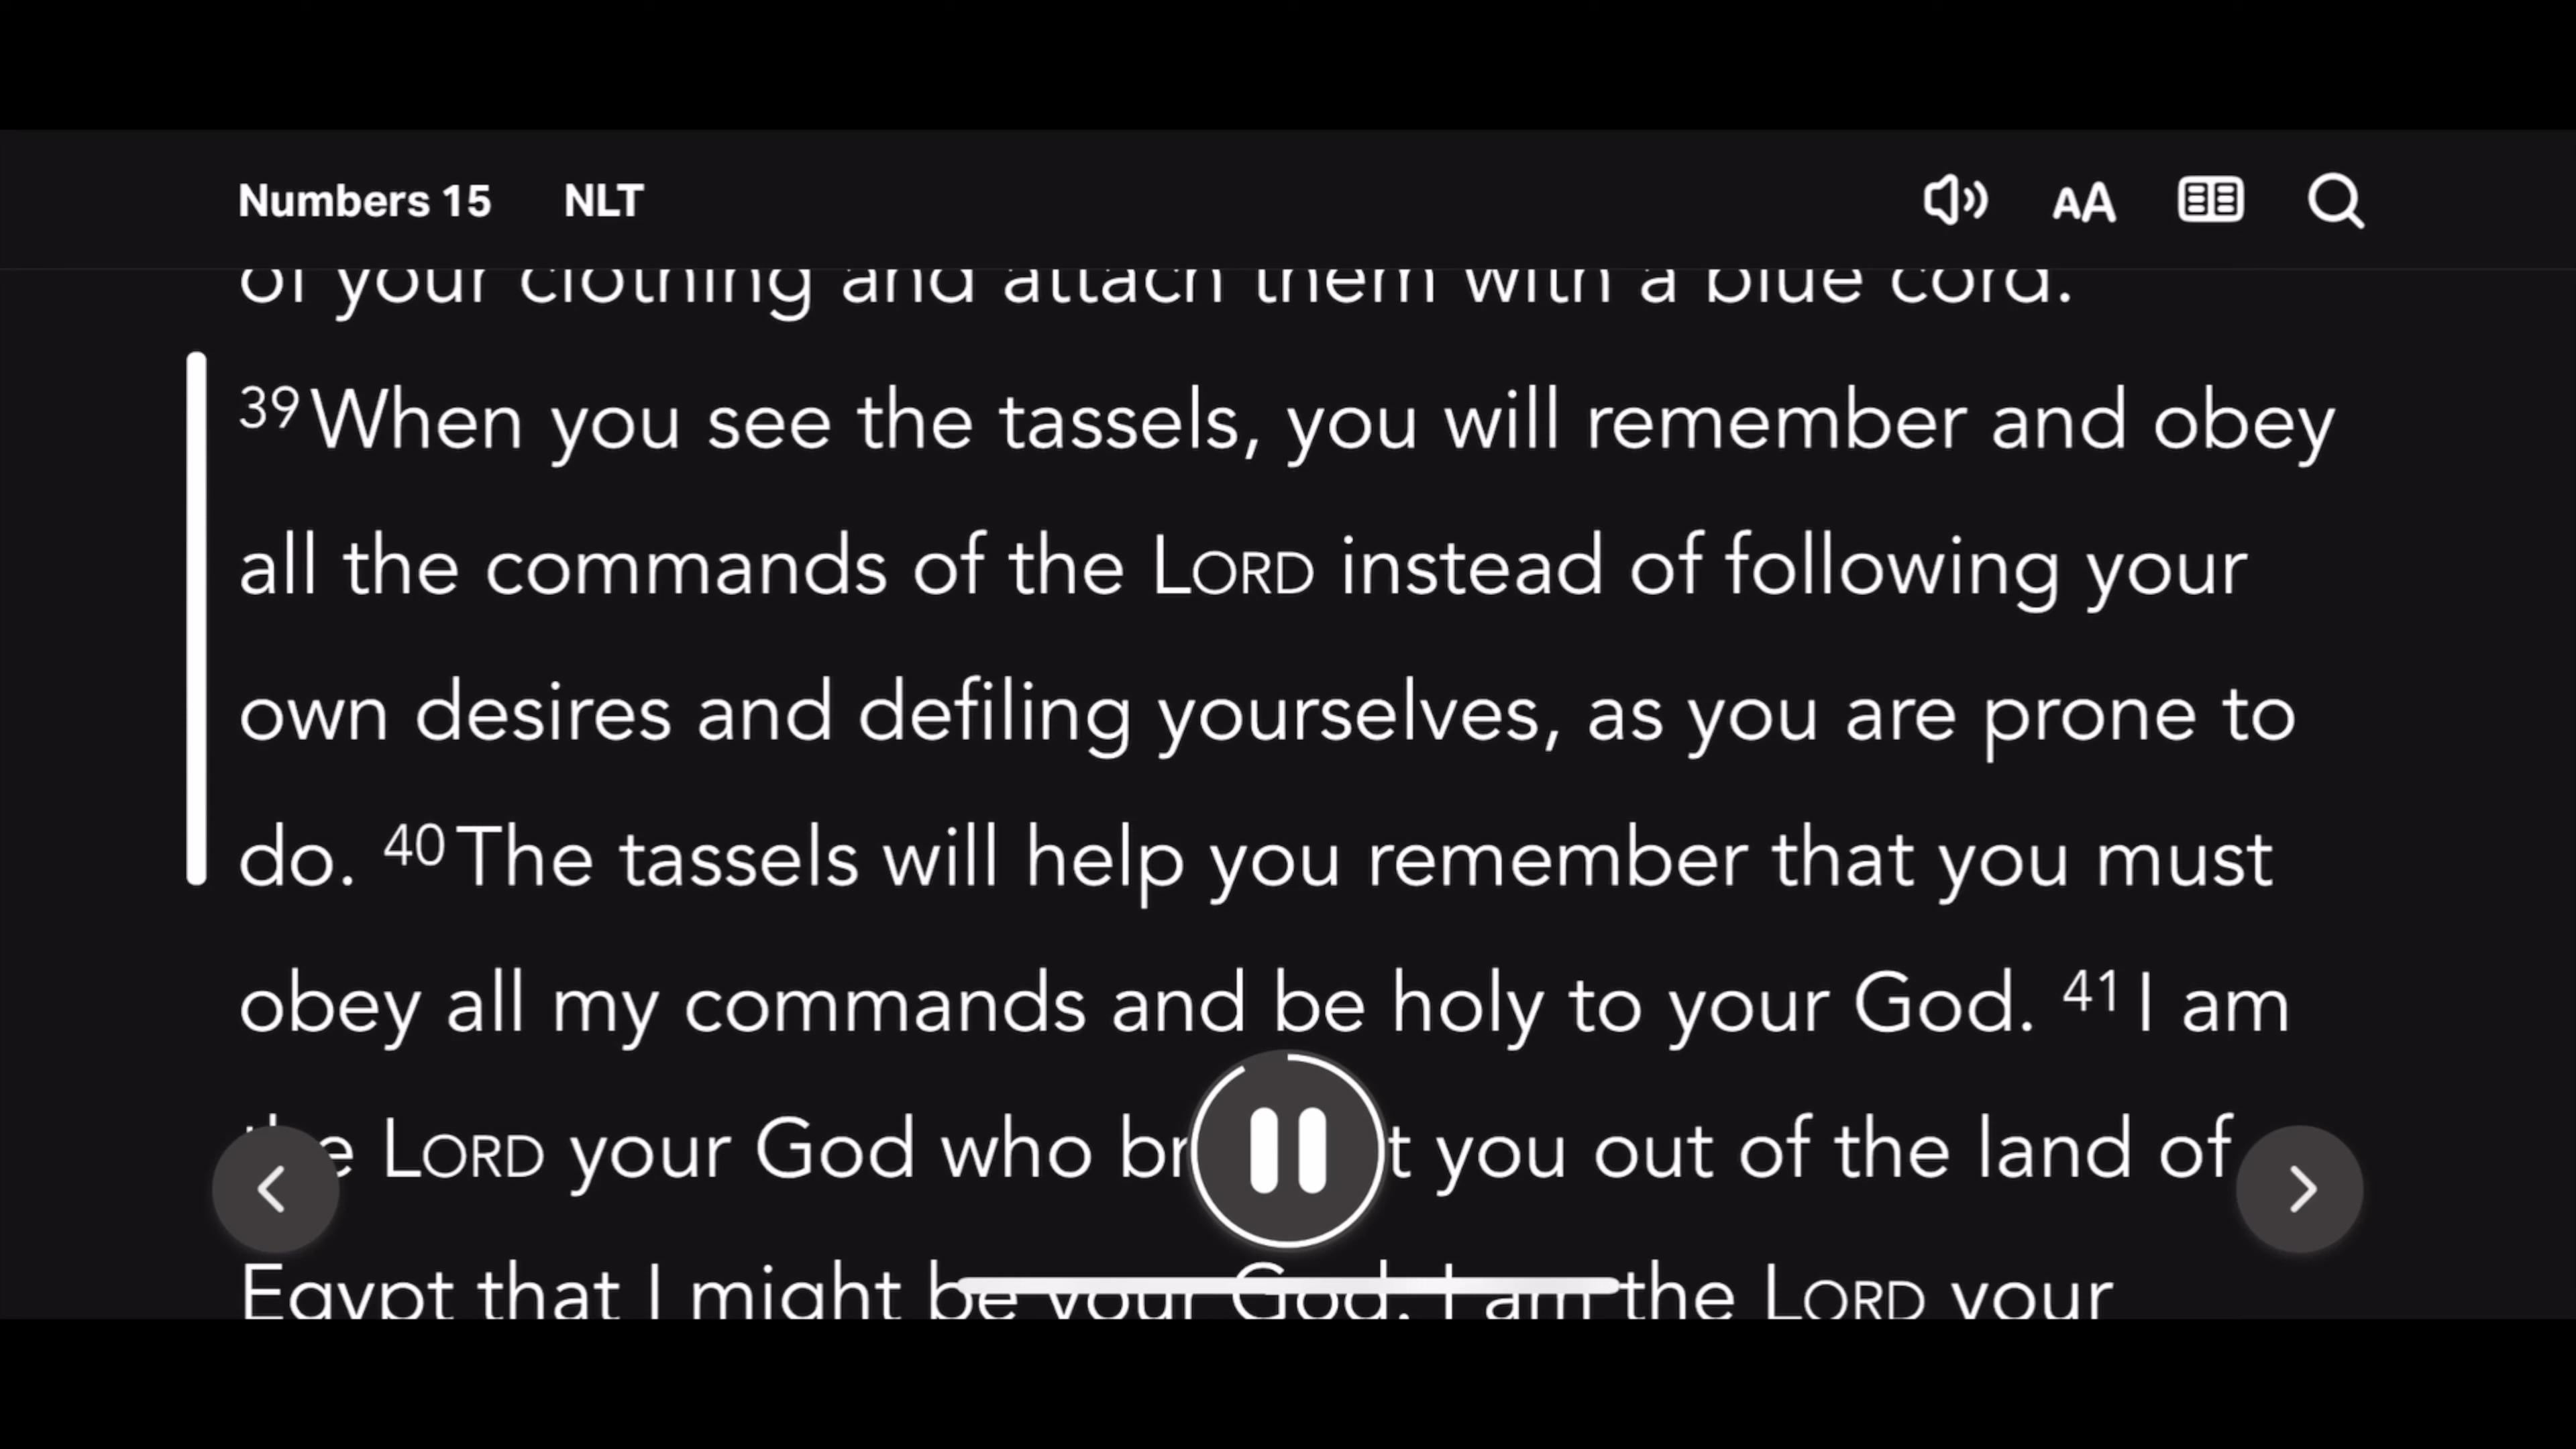 Numbers 15 NLT
AA
of your clothing and attach them with a blue cord.
39 When you see the tassels, you will remember and obey
all the commands of the LORD instead of following your
own desires and defiling yourselves, as you are prone to
do. 40 The tassels will help you remember that you must
obey all my commands and be holy to your God. 41 I am
LORD your God who t you out of the land of
Egypt that I might be your God. I am the LORD your